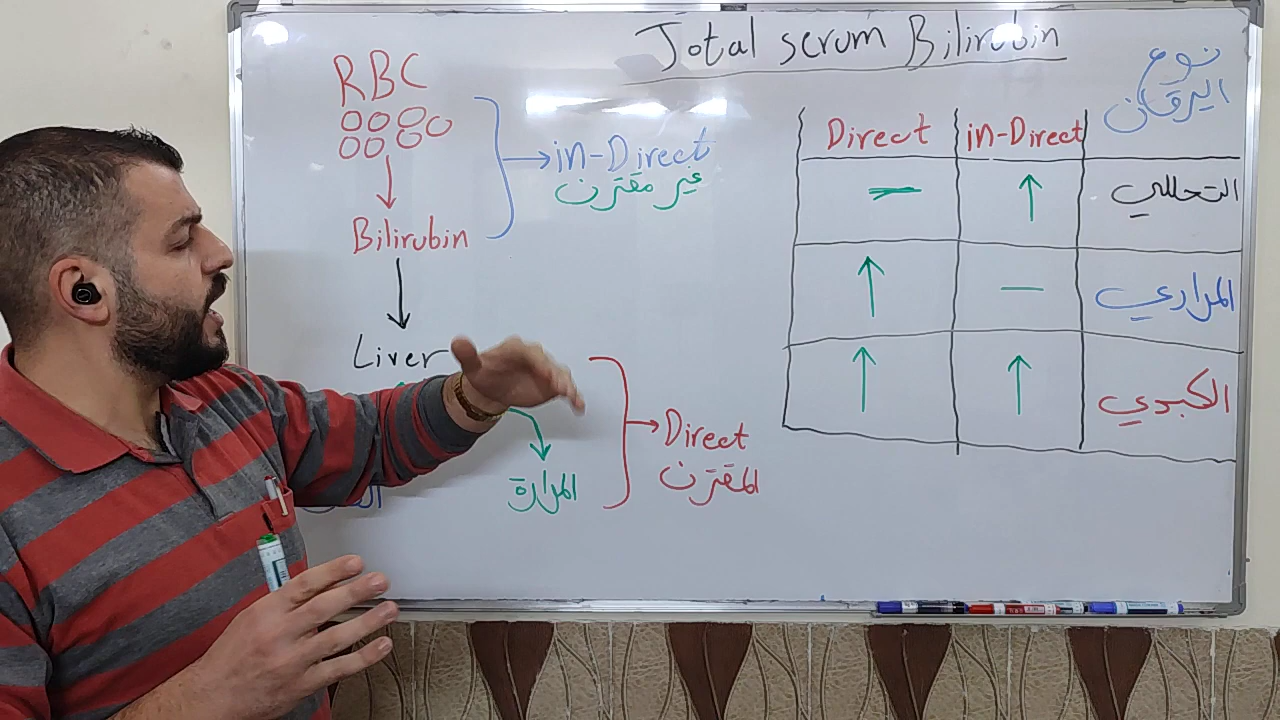 Total serum Bilirubin
RBC
Bilirubin
Liver
المرارة
in-Direct
غير مقترن
Direct
المقترن
Direct in-Direct نوع اليرقان
– ↑ التحللي
↑ – المراري
↑ ↑ الكبدي